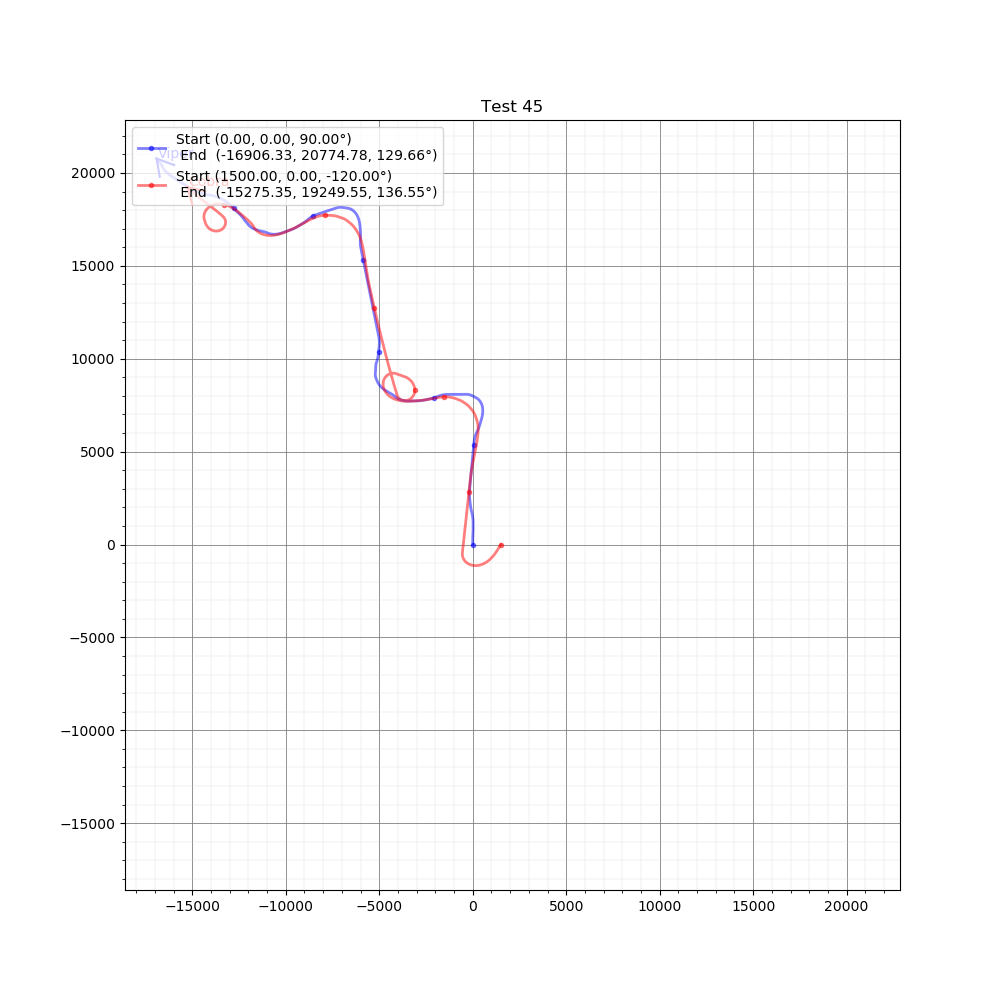 Test 45
Start (0.00, 0.00, 90.00°)
End (-16906.33, 20774.78, 129.66°)
Start (1500.00, 0.00, -120.00°)
End (-15275.35, 19249.55, 136.55°)
20000
15000
10000
5000
0
−5000
−10000
−15000
−15000 −10000 −5000 0 5000 10000 15000 20000